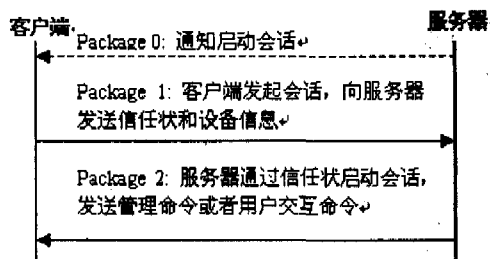 客户端
服务器
Package 0: 通知启动会话
Package 1: 客户端发起会话，向服务器
发送信任状和设备信息
Package 2: 服务器通过信任状启动会话，
发送管理命令或者用户交互命令